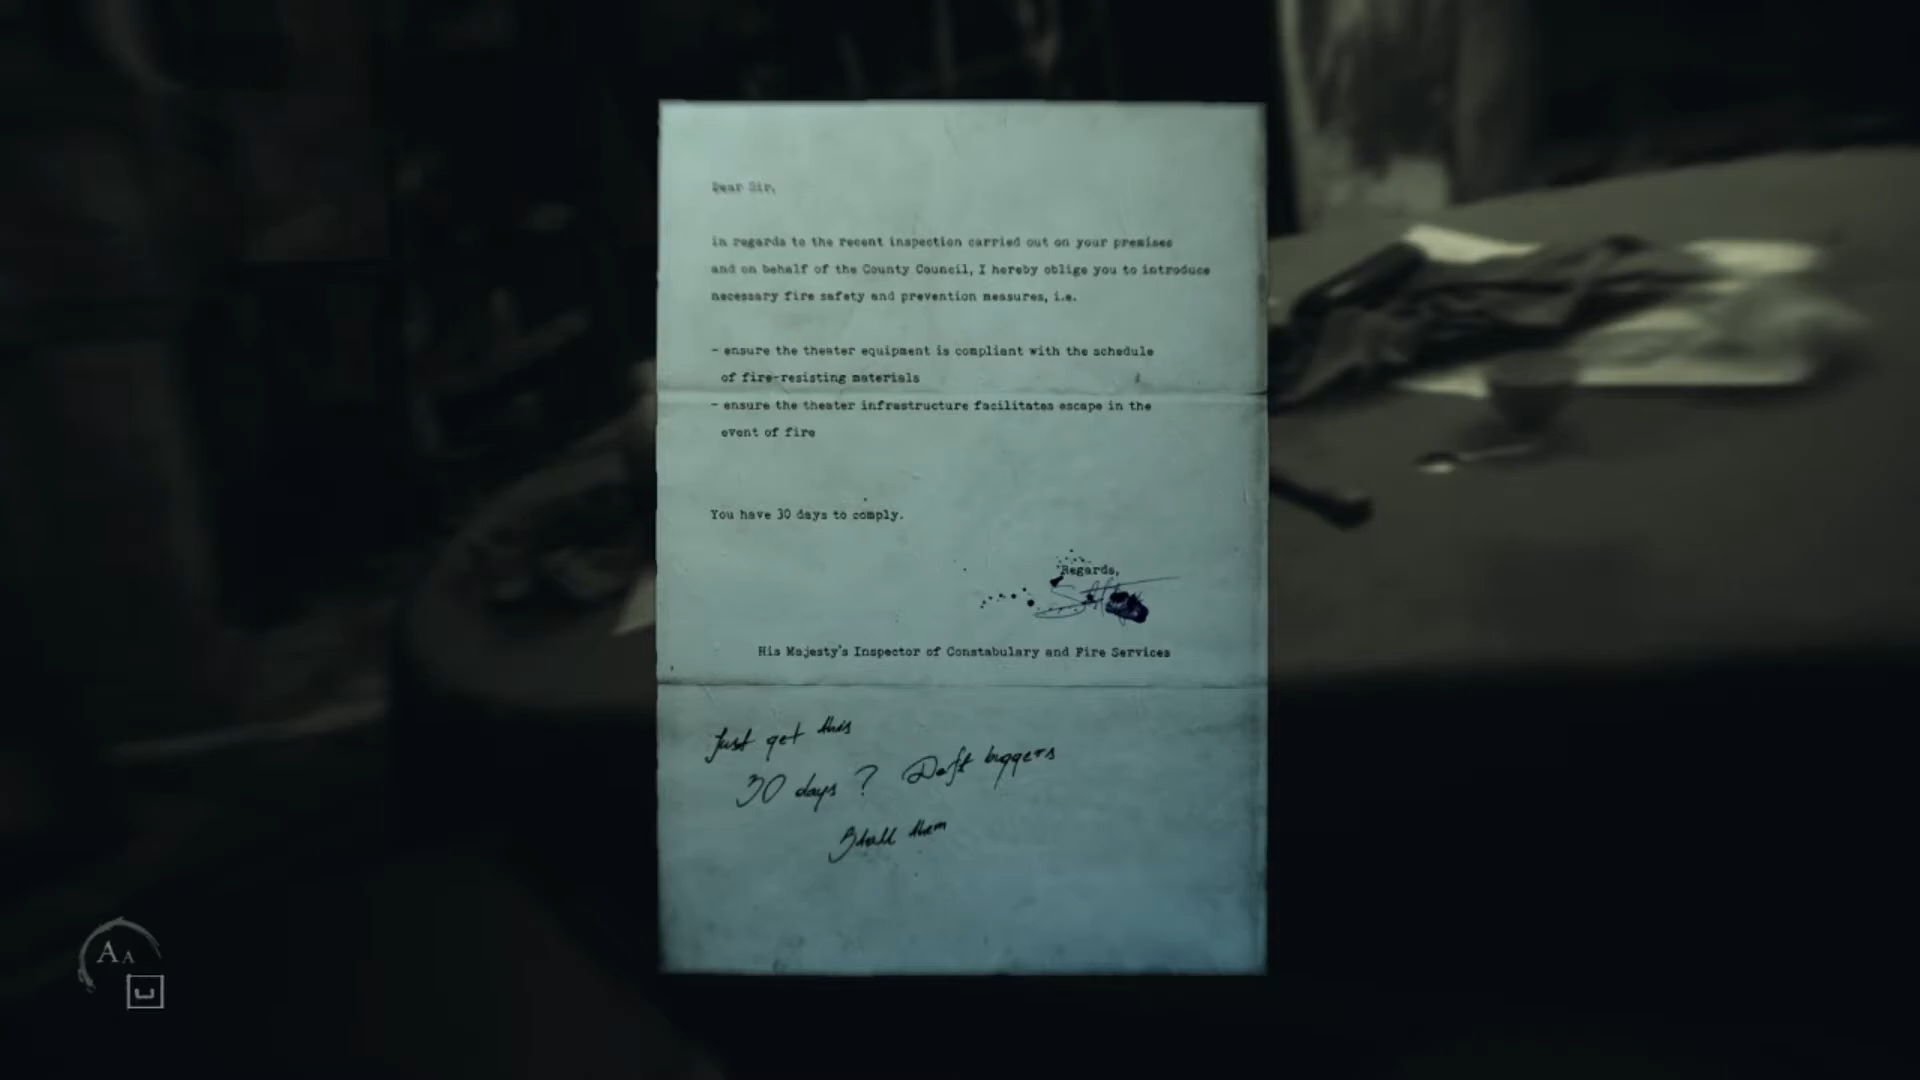 Dear Sir,
in regards to the recent inspection carried out on your premises
and on behalf of the County Council, I hereby oblige you to introduce
necessary fire safety and prevention measures, i.e.
- ensure the theater equipment is compliant with the schedule
of fire-resisting materials
- ensure the theater infrastructure facilitates escape in the
event of fire
You have 30 days to comply.
Regards,
His Majesty's Inspector of Constabulary and Fire Services
Just get this
30 days? Daft buggers
Stall them
AA